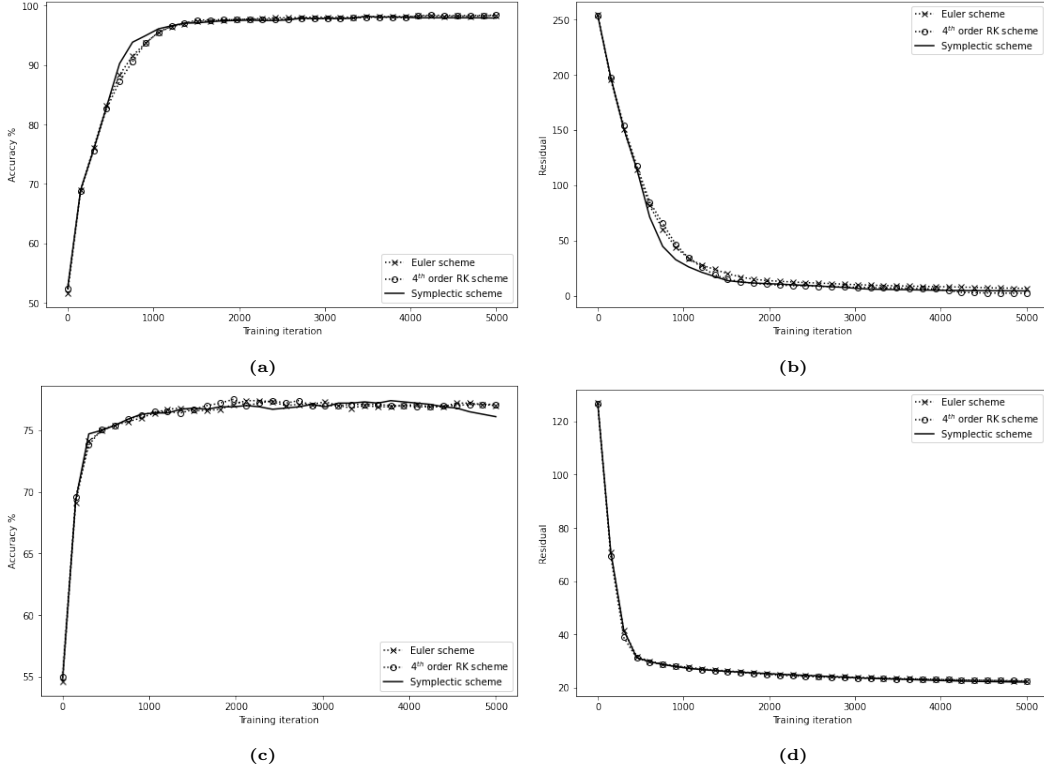 100
90
80
70
60
50
Accuracy %
0
1000
2000
3000
4000
5000
Training iteration
Euler scheme
4th order RK scheme
Symplectic scheme
(a)
250
200
150
100
50
0
Residual
0
1000
2000
3000
4000
5000
Training iteration
Euler scheme
4th order RK scheme
Symplectic scheme
(b)
75
70
65
60
55
Accuracy %
0
1000
2000
3000
4000
5000
Training iteration
Euler scheme
4th order RK scheme
Symplectic scheme
(c)
120
100
80
60
40
20
Residual
0
1000
2000
3000
4000
5000
Training iteration
Euler scheme
4th order RK scheme
Symplectic scheme
(d)